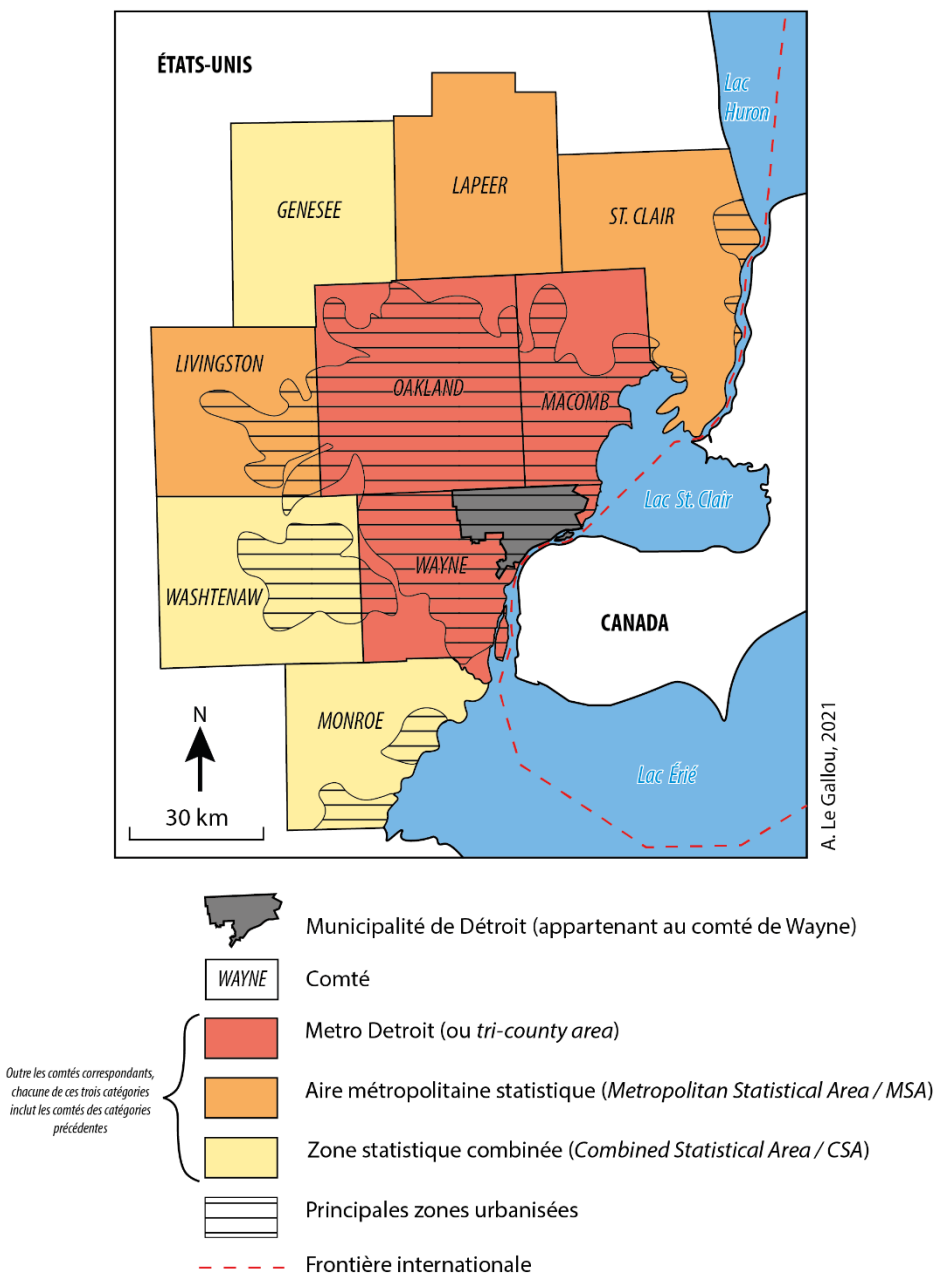 ÉTATS-UNIS
Lac
Huron
GENESEE
LAPEER
ST. CLAIR
LIVINGSTON
OAKLAND
MACOMB
Lac St. Clair
WAYNE
WASHTENAW
CANADA
MONROE
N
30 km
Lac Érié
A. Le Gallou, 2021
Municipalité de Détroit (appartenant au comté de Wayne)
WAYNE
Comté
Outre les comtés correspondants,
chacune de ces trois catégories
inclut les comtés des catégories
précédentes
Metro Detroit (ou tri-county area)
Aire métropolitaine statistique (Metropolitan Statistical Area / MSA)
Zone statistique combinée (Combined Statistical Area / CSA)
Principales zones urbanisées
Frontière internationale